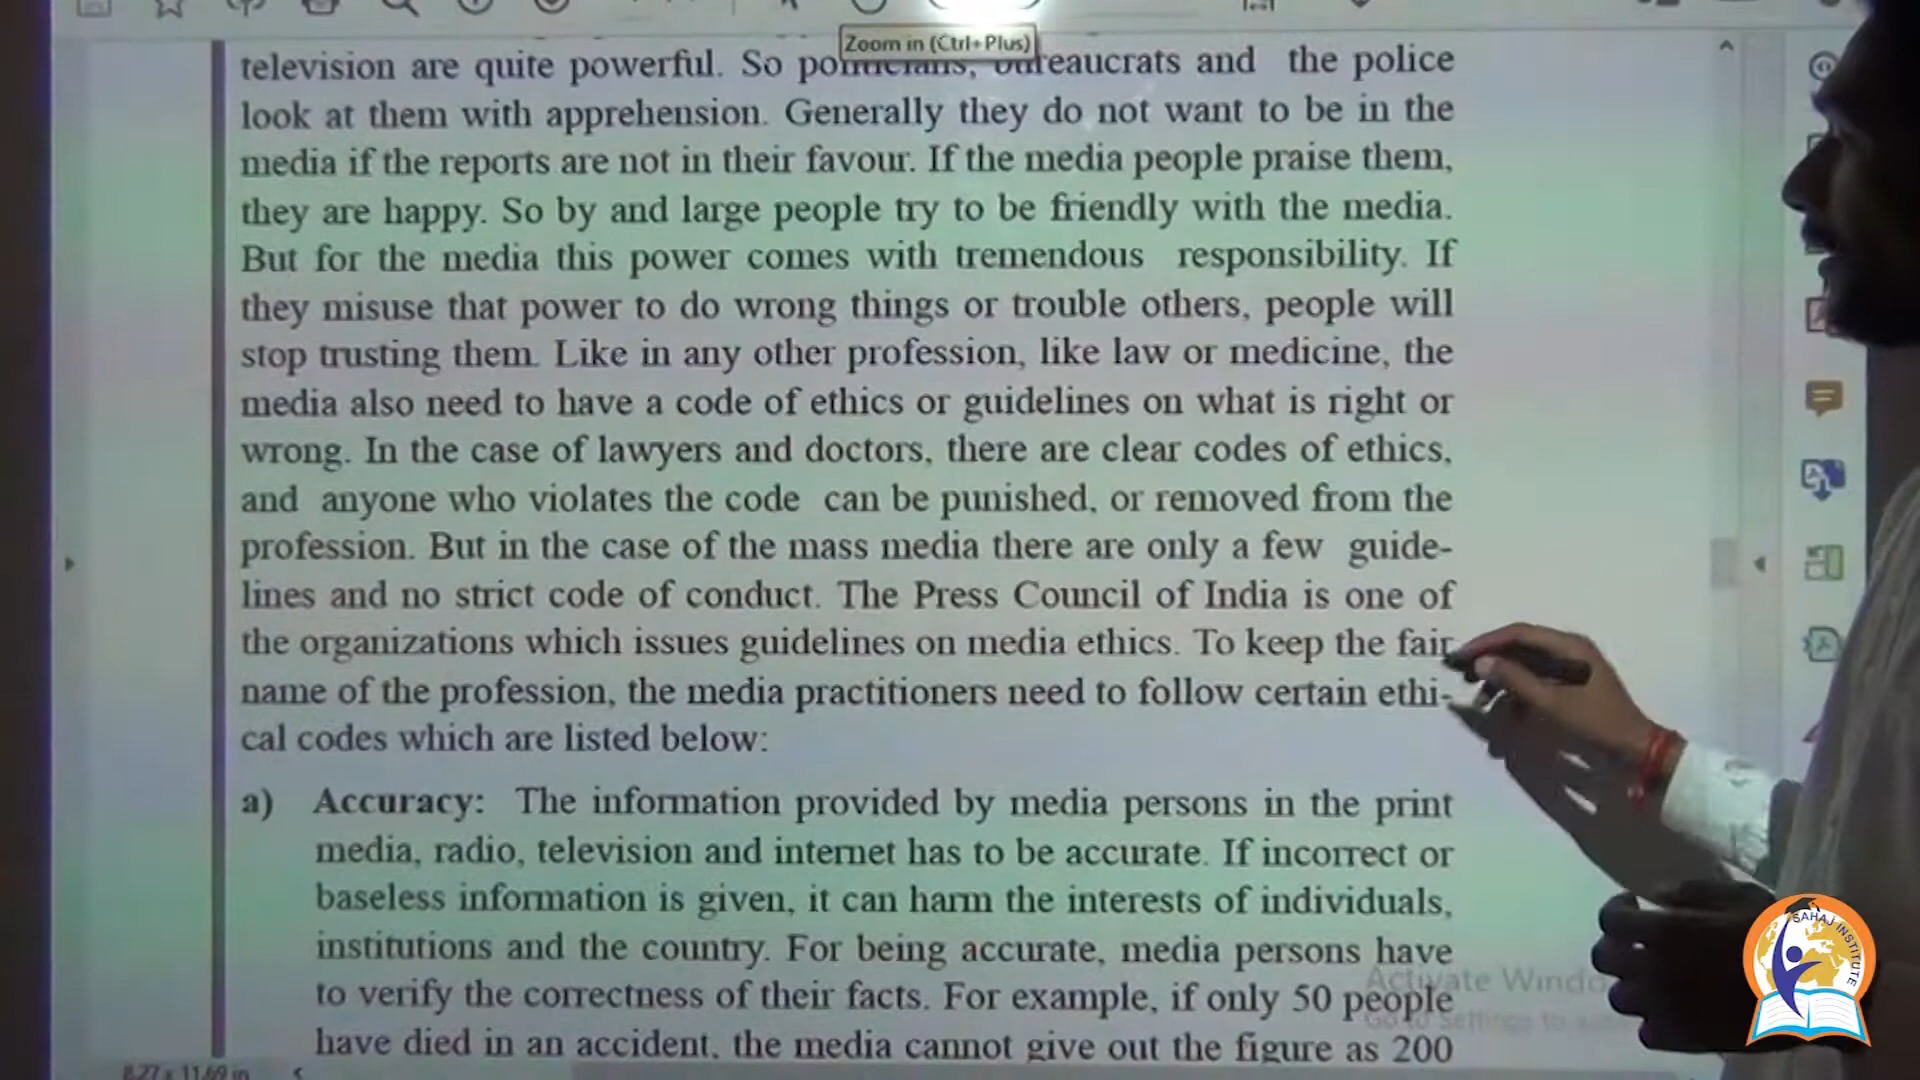 Zoom in (Ctrl+Plus)
television are quite powerful. So politicians, bureaucrats and the police
look at them with apprehension. Generally they do not want to be in the
media if the reports are not in their favour. If the media people praise them,
they are happy. So by and large people try to be friendly with the media.
But for the media this power comes with tremendous responsibility. If
they misuse that power to do wrong things or trouble others, people will
stop trusting them. Like in any other profession, like law or medicine, the
media also need to have a code of ethics or guidelines on what is right or
wrong. In the case of lawyers and doctors, there are clear codes of ethics,
and anyone who violates the code can be punished, or removed from the
profession. But in the case of the mass media there are only a few guide-
lines and no strict code of conduct. The Press Council of India is one of
the organizations which issues guidelines on media ethics. To keep the fair
name of the profession, the media practitioners need to follow certain ethi-
cal codes which are listed below:
a) Accuracy: The information provided by media persons in the print
media, radio, television and internet has to be accurate. If incorrect or
baseless information is given, it can harm the interests of individuals,
institutions and the country. For being accurate, media persons have
to verify the correctness of their facts. For example, if only 50 people
have died in an accident, the media cannot give out the figure as 200
Activate Windo
Go to Settings to
8.27 x 11.69 in
SAHAJ INSTITUTE